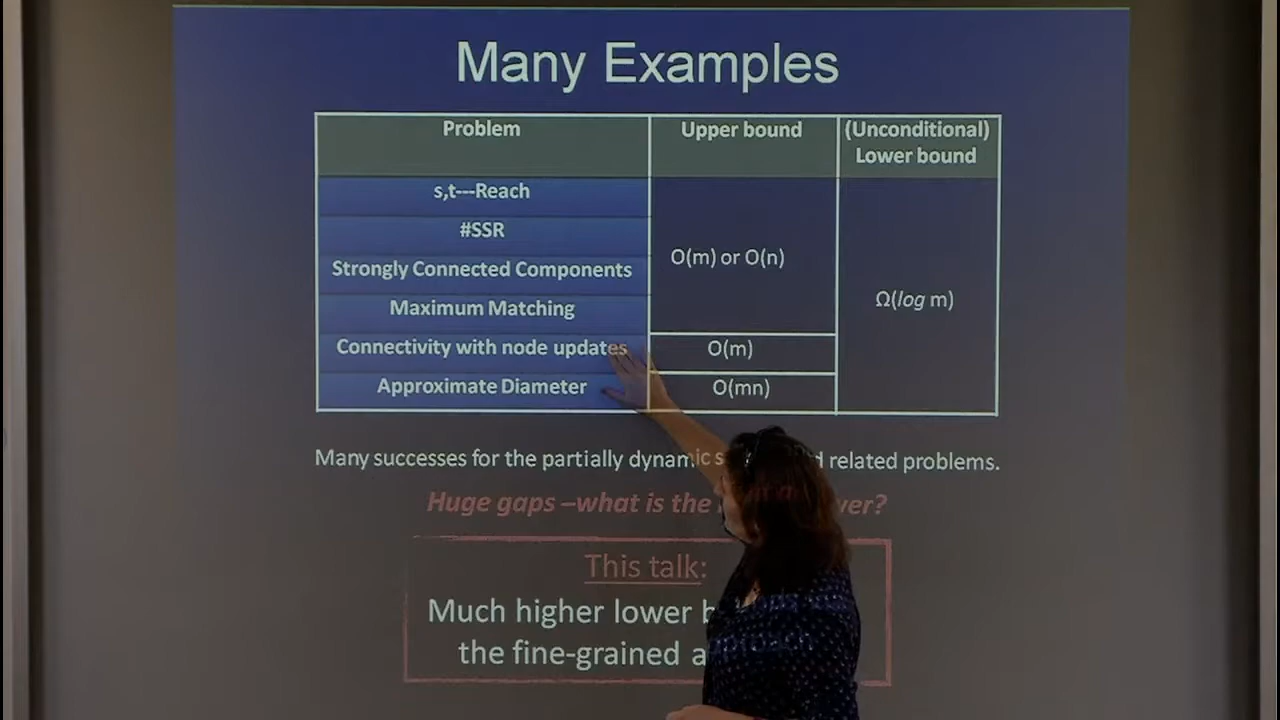 Many Examples
Problem
Upper bound
(Unconditional)
Lower bound
s,t---Reach
#SSR
Strongly Connected Components
Maximum Matching
Connectivity with node updates
Approximate Diameter
O(m) or O(n)
O(m)
O(mn)
Ω(log m)
Many successes for the partially dynamic related problems.
Huge gaps –what is the
This talk:
Much higher lower
the fine-grained